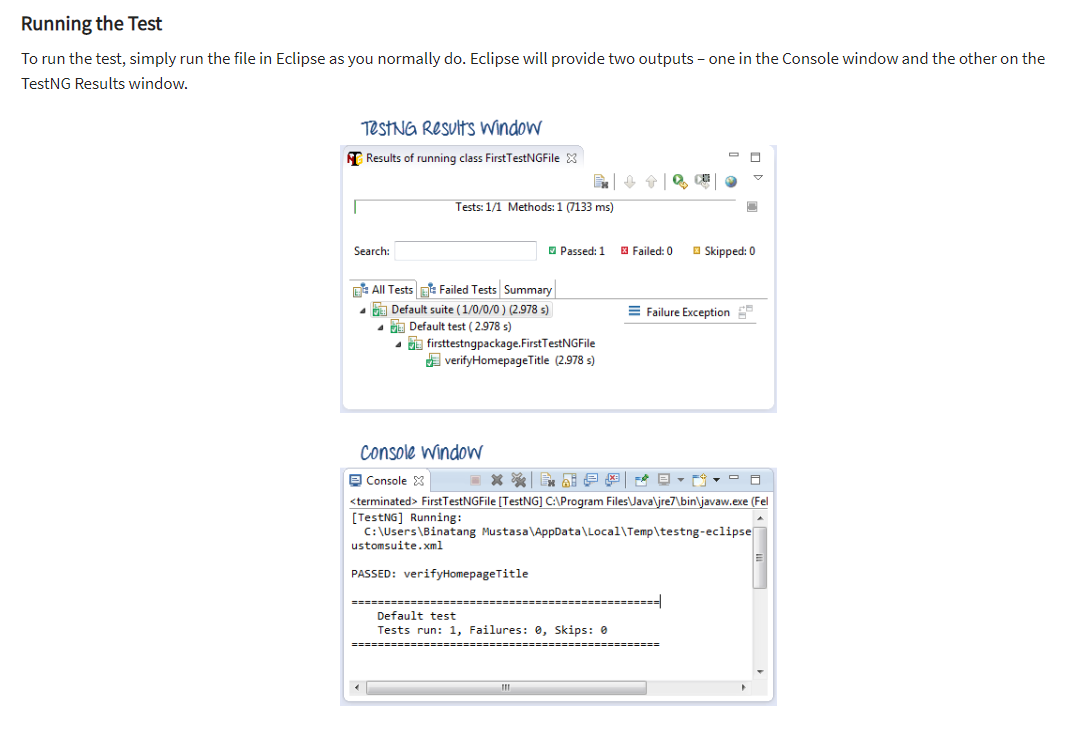 Running the Test
To run the test, simply run the file in Eclipse as you normally do. Eclipse will provide two outputs – one in the Console window and the other on the
TestNG Results window.
TestNG Results Window
Results of running class FirstTestNGFile
Tests: 1/1 Methods: 1 (7133 ms)
Search: Passed: 1 Failed: 0 Skipped: 0
All Tests Failed Tests Summary
Default suite ( 1/0/0/0 ) (2.978 s)
Failure Exception
Default test ( 2.978 s)
firsttestngpackage.FirstTestNGFile
verifyHomepageTitle (2.978 s)
Console Window
Console
<terminated> FirstTestNGFile [TestNG] C:\Program Files\Java\jre7\bin\javaw.exe (Fel
[TestNG] Running:
C:\Users\Binatang Mustasa\AppData\Local\Temp\testng-eclipse
ustomsuite.xml
PASSED: verifyHomepageTitle
===============================================
Default test
Tests run: 1, Failures: 0, Skips: 0
===============================================